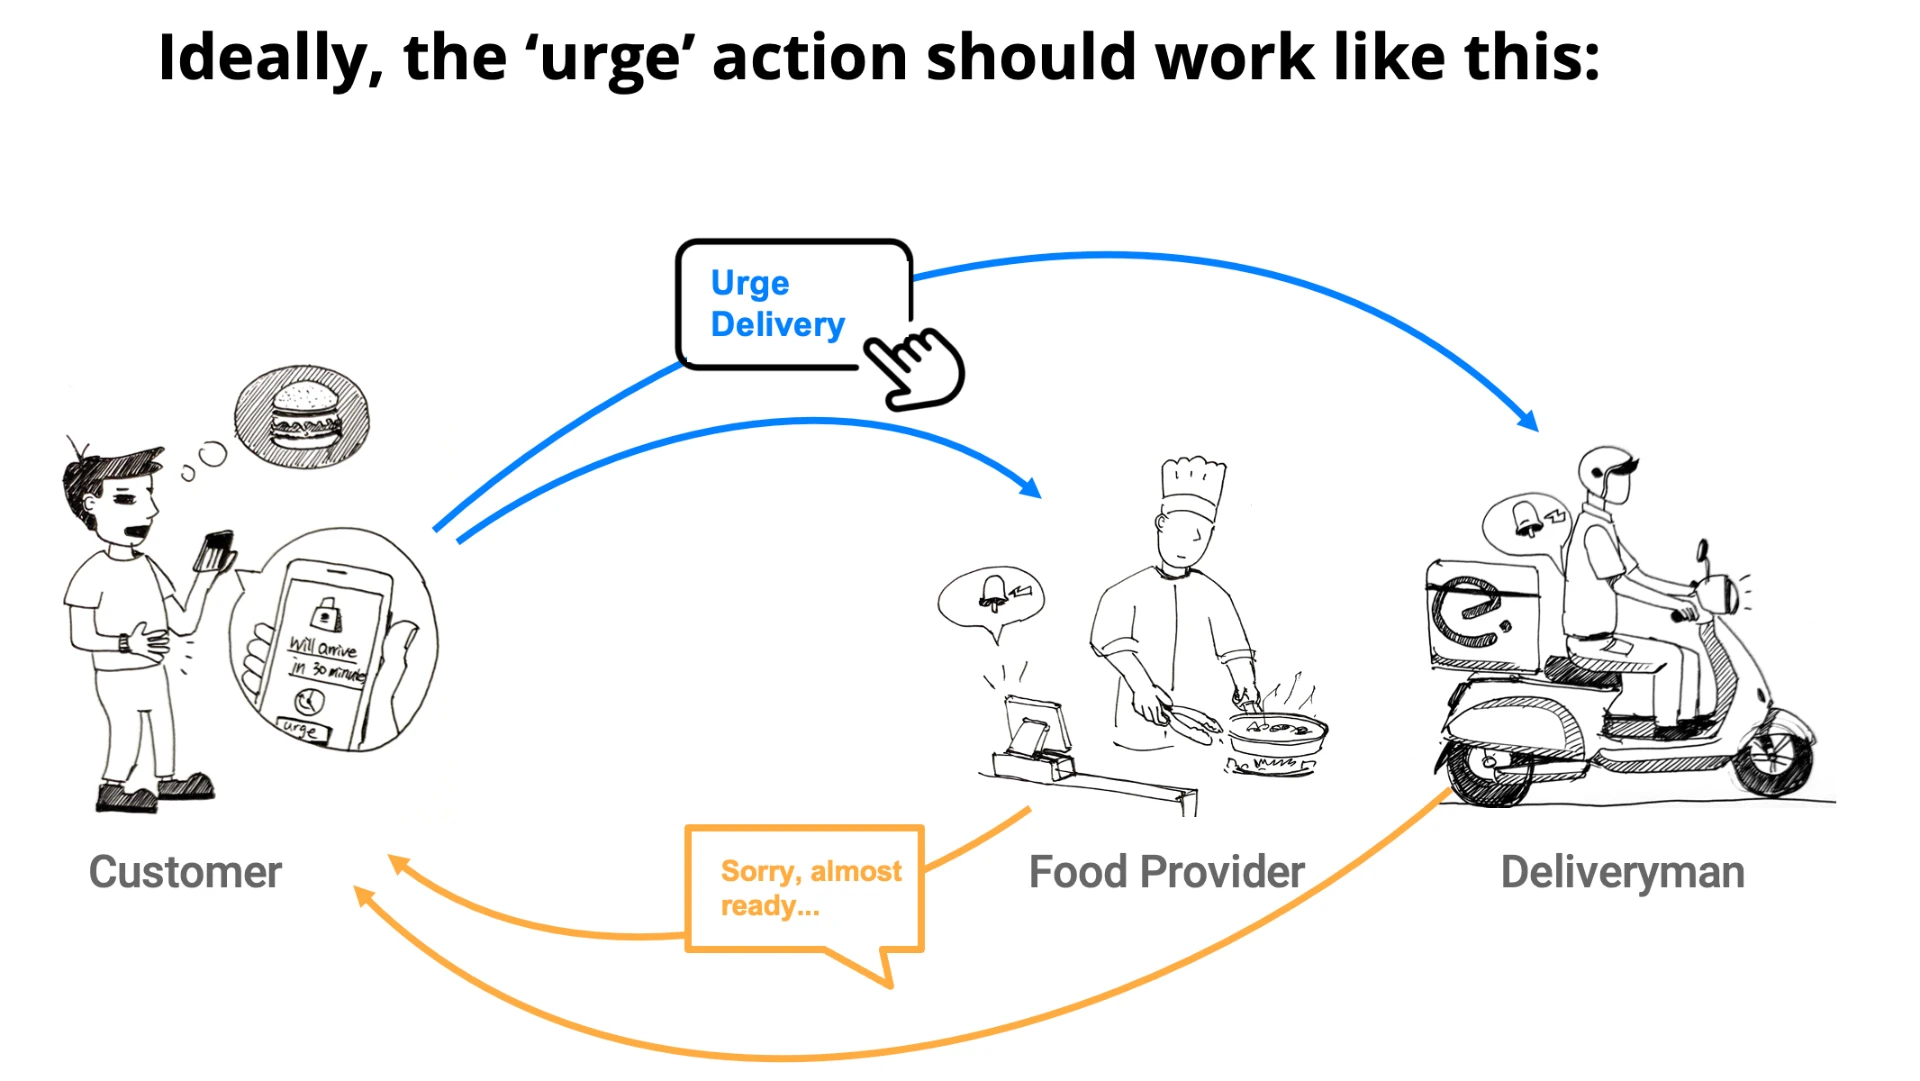 Ideally, the ‘urge’ action should work like this:
Urge
Delivery
will arrive
in 30 minutes
urge
Sorry, almost
ready...
Customer
Food Provider
Deliveryman